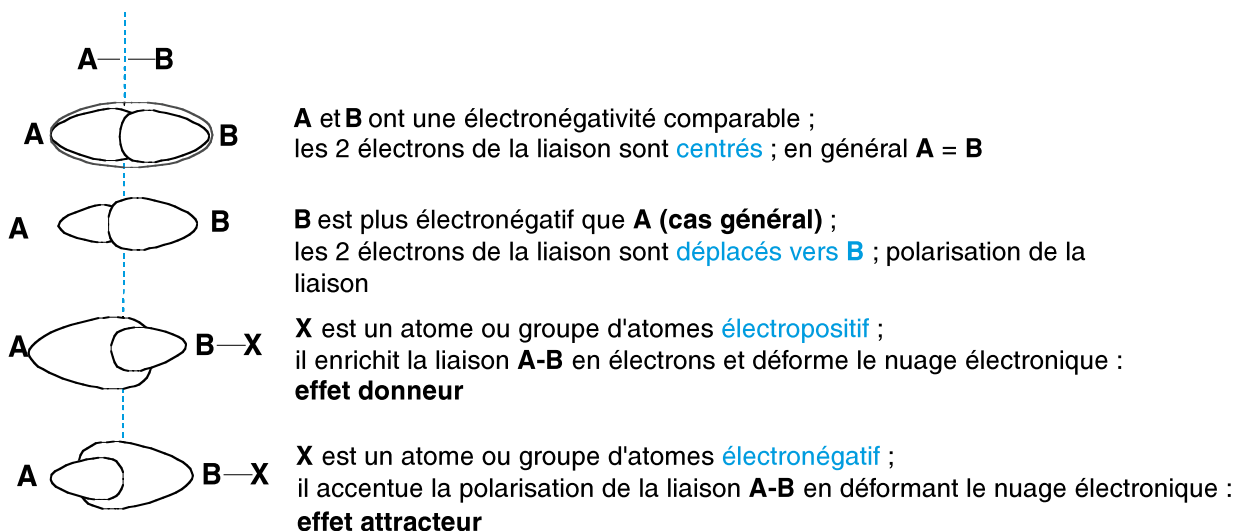 A—B
A B
A et B ont une électronégativité comparable ;
les 2 électrons de la liaison sont centrés ; en général A = B
A B
B est plus électronégatif que A (cas général) ;
les 2 électrons de la liaison sont déplacés vers B ; polarisation de la
liaison
A B—X
X est un atome ou groupe d'atomes électropositif ;
il enrichit la liaison A-B en électrons et déforme le nuage électronique :
effet donneur
A B—X
X est un atome ou groupe d'atomes électronégatif ;
il accentue la polarisation de la liaison A-B en déformant le nuage électronique :
effet attracteur